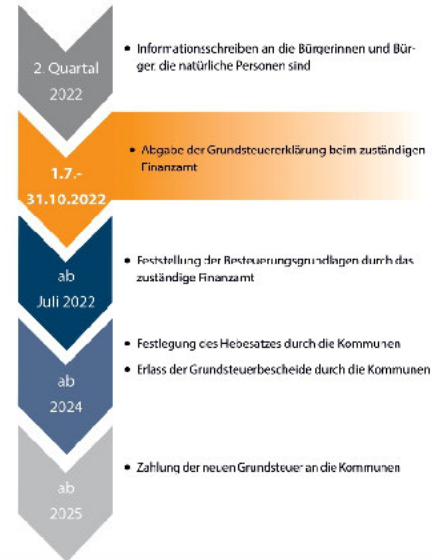 2. Quartal
2022
• Informationsschreiben an die Bürgerinnen und Bür-
ger, die natürliche Personen sind
1.7.-
31.10.2022
• Abgabe der Grundsteuererklärung beim zuständigen
Finanzamt
ab
Juli 2022
• Feststellung der Besteuerungsgrundlagen durch das
zuständige Finanzamt
ab
2024
• Festlegung des Hebesatzes durch die Kommunen
• Erlass der Grundsteuerbescheide durch die Kommunen
ab
2025
• Zahlung der neuen Grundsteuer an die Kommunen